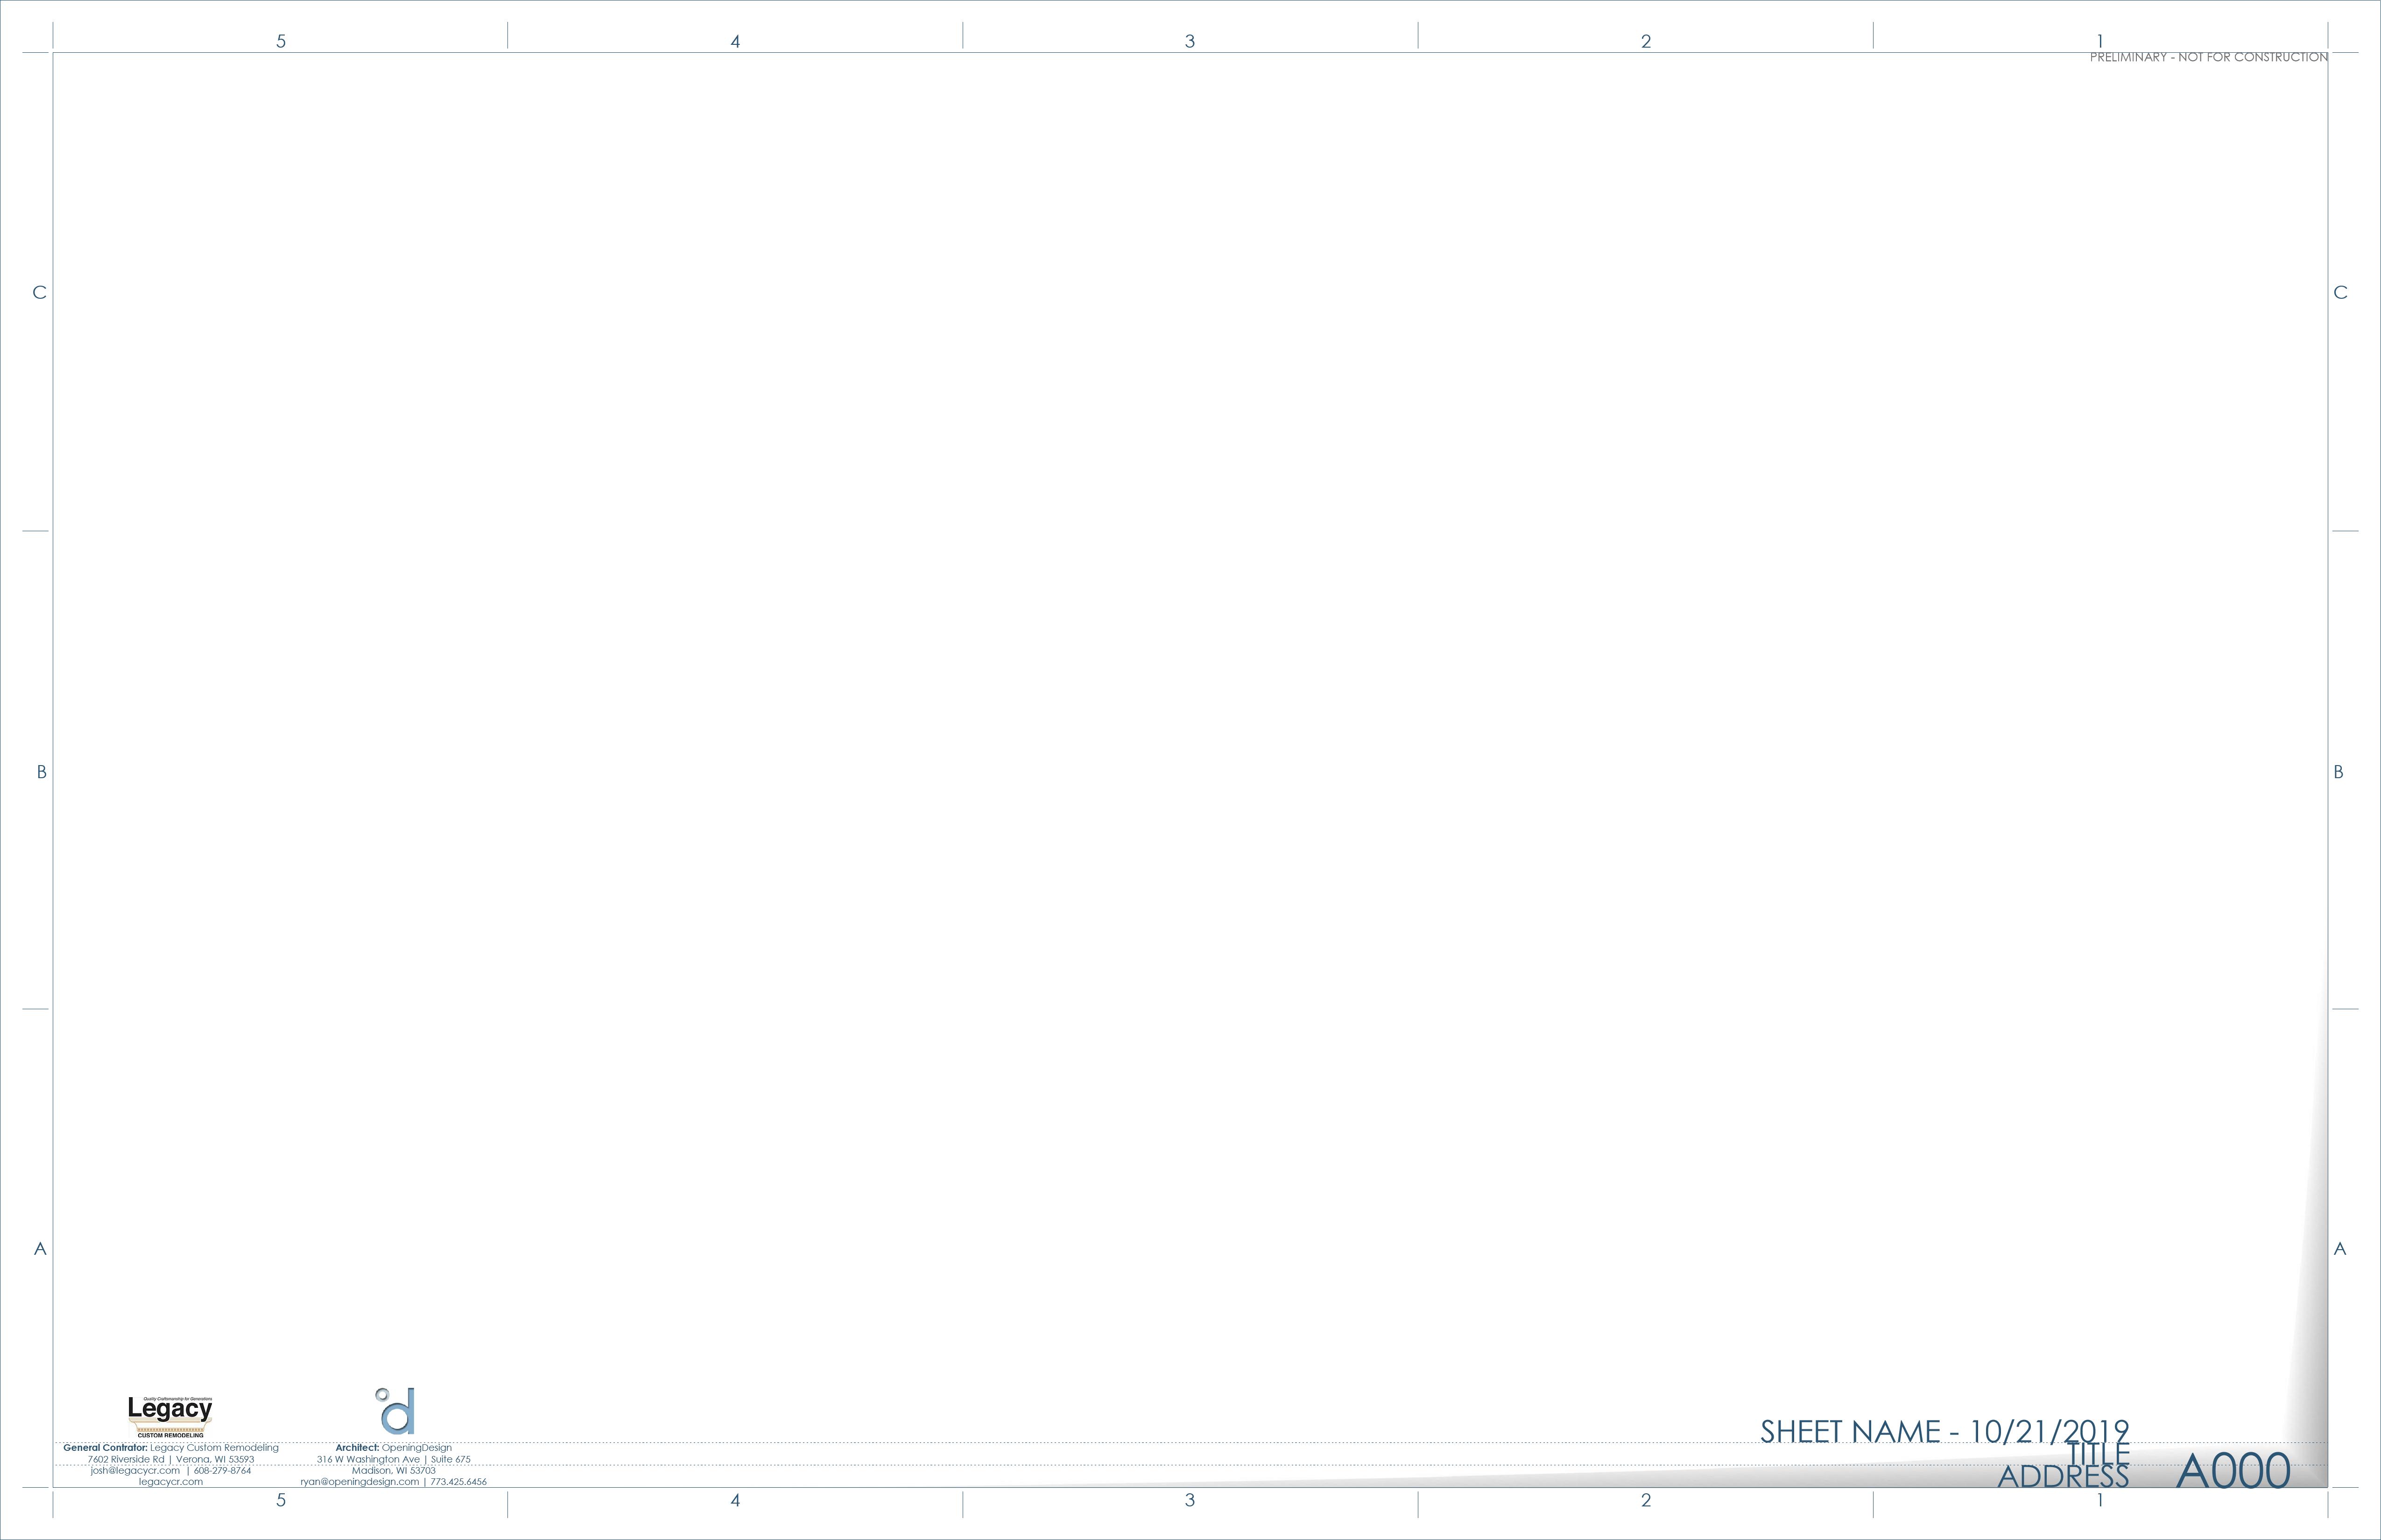 5 4 3 2 1
PRELIMINARY - NOT FOR CONSTRUCTION
C C
B B
A A
Quality Craftsmanship for Generations
Legacy
CUSTOM REMODELING
d
General Contrator: Legacy Custom Remodeling
7602 Riverside Rd | Verona, WI 53593
josh@legacycr.com | 608-279-8764
legacycr.com
Architect: OpeningDesign
316 W Washington Ave | Suite 675
Madison, WI 53703
ryan@openingdesign.com | 773.425.6456
SHEET NAME - 10/21/2019
TITLE
ADDRESS
A000
5 4 3 2 1